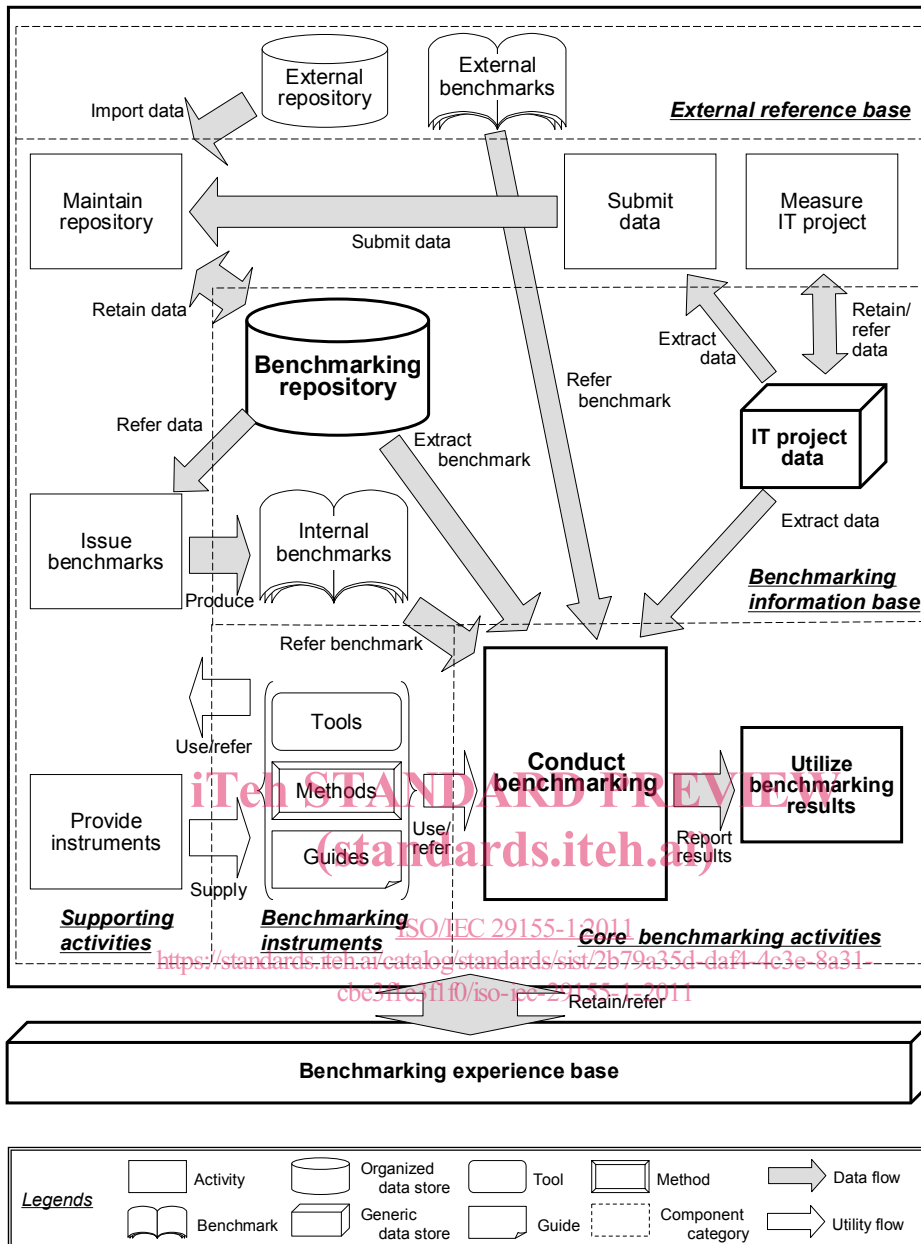 External
repository
External
benchmarks
External reference base
Import data
Maintain
repository
Submit
data
Measure
IT project
Submit data
Retain data
Retain/
refer
data
Extract
data
Benchmarking
repository
Refer
benchmark
Refer data
Extract
benchmark
IT project
data
Extract data
Issue
benchmarks
Internal
benchmarks
Produce
Benchmarking
information base
Refer benchmark
Use/refer
Tools
Methods
Guides
Conduct
benchmarking
Utilize
benchmarking
results
Provide
instruments
Supply
Use/
refer
Report
results
iTeh STANDARD PREVIEW
(standards.iteh.ai)
Supporting
activities
Benchmarking
instruments
Core benchmarking activities
ISO/IEC 29155-1:2011
https://standards.iteh.ai/catalog/standards/sist/2b79a35d-daf4-4c3e-8a31-
cbe3f1e3f1f0/iso-iec-29155-1-2011
Retain/refer
Benchmarking experience base
Legends
Activity
Organized
data store
Tool
Method
Data flow
Benchmark
Generic
data store
Guide
Component
category
Utility flow